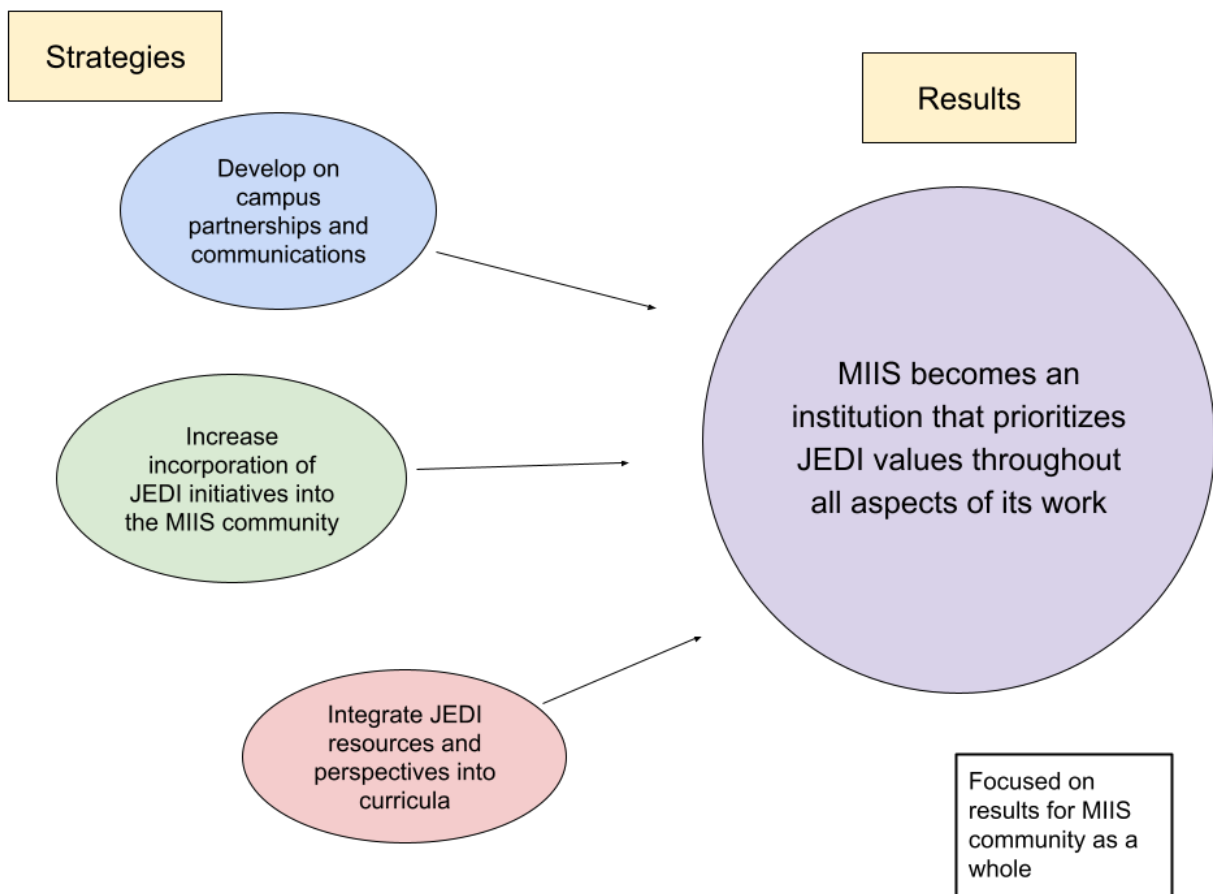 Strategies
Results
Develop on
campus
partnerships and
communications
Increase
incorporation of
JEDI initiatives into
the MIIS community
Integrate JEDI
resources and
perspectives into
curricula
MIIS becomes an
institution that prioritizes
JEDI values throughout
all aspects of its work
Focused on
results for MIIS
community as a
whole